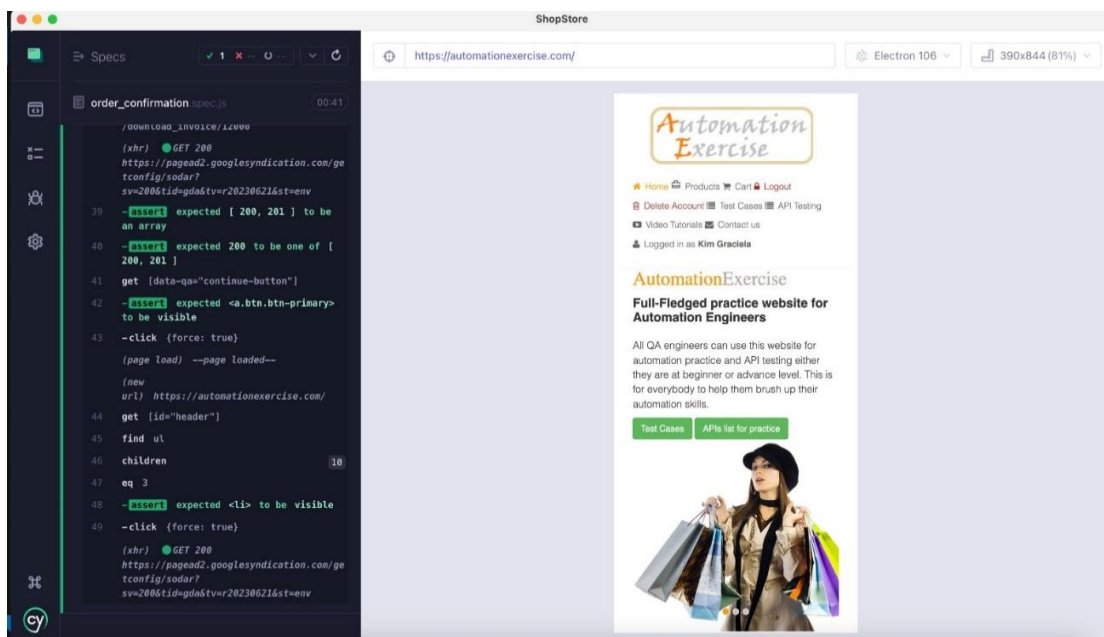 ShopStore
Specs
1
--
--
https://automationexercise.com/
Electron 106
390x844 (81%)
order_confirmation.spec.js
00:41
/download_invoice/12000
(xhr) GET 200
https://pagead2.googlesyndication.com/ge
tconfig/sodar?
sv=200&tid=gda&tv=r20230621&st=env
39 -assert expected [ 200, 201 ] to be
an array
40 -assert expected 200 to be one of [
200, 201 ]
41 get [data-qa="continue-button"]
42 -assert expected <a.btn.btn-primary>
to be visible
43 -click {force: true}
(page load) --page loaded--
(new
url) https://automationexercise.com/
44 get [id="header"]
45 find ul
46 children 10
47 eq 3
48 -assert expected <li> to be visible
49 -click {force: true}
(xhr) GET 200
https://pagead2.googlesyndication.com/ge
tconfig/sodar?
sv=200&tid=gda&tv=r20230621&st=env
cy
Automation
Exercise
Home Products Cart Logout
Delete Account Test Cases API Testing
Video Tutorials Contact us
Logged in as Kim Graciela
AutomationExercise
Full-Fledged practice website for
Automation Engineers
All QA engineers can use this website for
automation practice and API testing either
they are at beginner or advance level. This is
for everybody to help them brush up their
automation skills.
Test Cases APIs list for practice